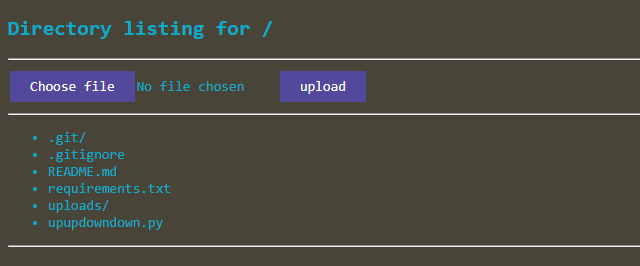 Directory listing for /
Choose file No file chosen upload
.git/
.gitignore
README.md
requirements.txt
uploads/
upupdowndown.py